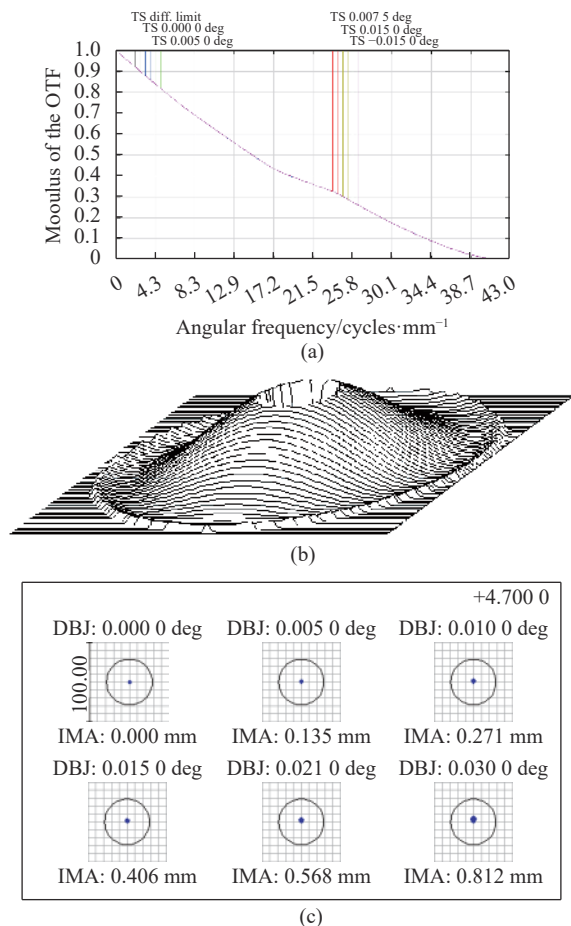 TS diff. limit
TS 0.000 0 deg
TS 0.005 0 deg
TS 0.007 5 deg
TS 0.015 0 deg
TS −0.015 0 deg
1.0
0.9
0.8
0.7
0.6
0.5
0.4
0.3
0.2
0.1
0
Mooulus of the OTF
0 4.3 8.3 12.9 17.2 21.5 25.8 30.1 34.4 38.7 43.0
Angular frequency/cycles·mm⁻¹
(a)
(b)
+4.700 0
DBJ: 0.000 0 deg DBJ: 0.005 0 deg DBJ: 0.010 0 deg
100.00
IMA: 0.000 mm IMA: 0.135 mm IMA: 0.271 mm
DBJ: 0.015 0 deg DBJ: 0.021 0 deg DBJ: 0.030 0 deg
IMA: 0.406 mm IMA: 0.568 mm IMA: 0.812 mm
(c)